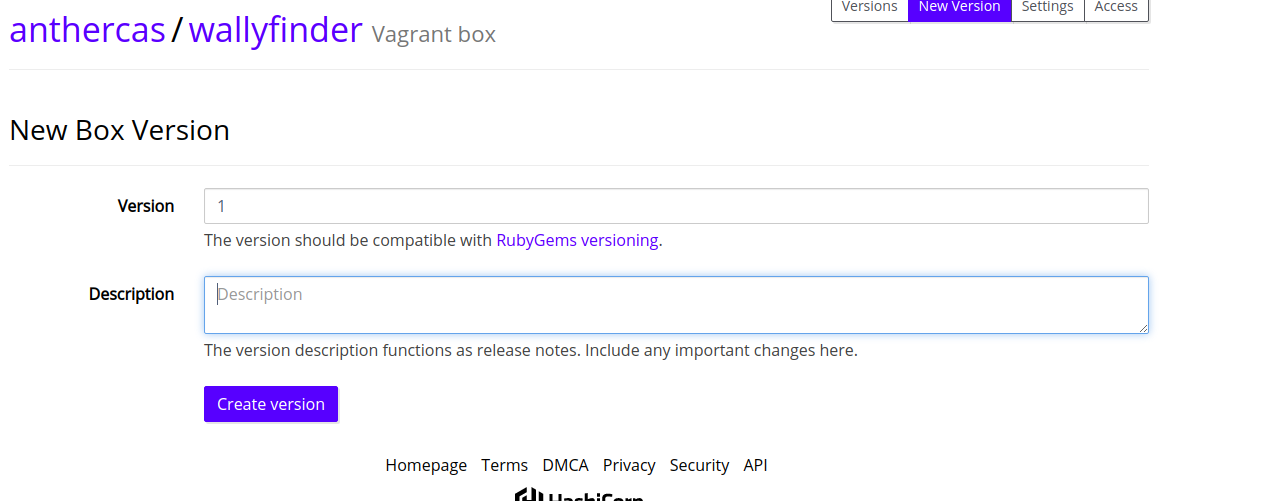 Versions New Version Settings Access
anthercas / wallyfinder Vagrant box
New Box Version
Version 1
The version should be compatible with RubyGems versioning.
Description Description
The version description functions as release notes. Include any important changes here.
Create version
Homepage Terms DMCA Privacy Security API
HashiCorp